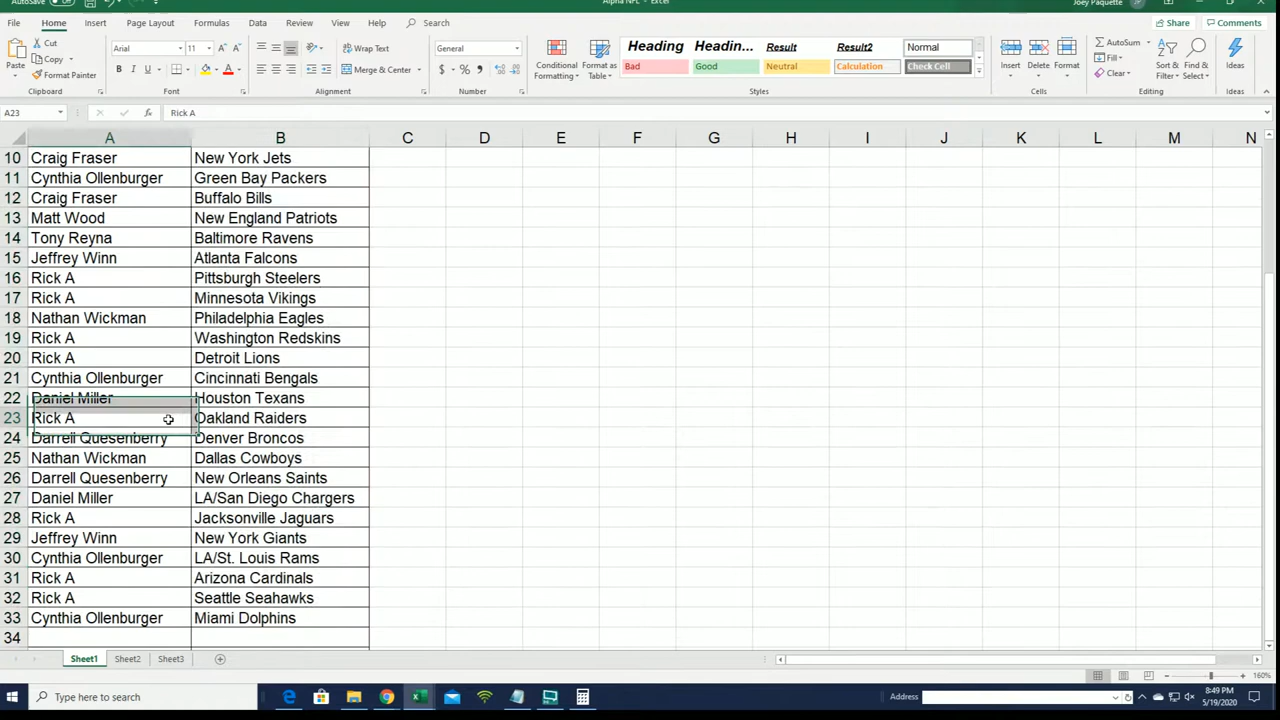 AutoSave Off Alpha NFL - Excel Joey Paquette JP
File Home Insert Page Layout Formulas Data Review View Help Search Share Comments
Paste Cut Copy Format Painter Clipboard
Arial 11 B I U Font
Wrap Text Merge & Center Alignment
General $ % Number
Conditional Formatting Format as Table
Heading Headin... Result Result2 Normal
Bad Good Neutral Calculation Check Cell
Styles
Insert Delete Format Cells
AutoSum Fill Clear Sort & Filter Find & Select Editing
Ideas Ideas
A23 fx Rick A
A B C D E F G H I J K L M N
10 Craig Fraser New York Jets
11 Cynthia Ollenburger Green Bay Packers
12 Craig Fraser Buffalo Bills
13 Matt Wood New England Patriots
14 Tony Reyna Baltimore Ravens
15 Jeffrey Winn Atlanta Falcons
16 Rick A Pittsburgh Steelers
17 Rick A Minnesota Vikings
18 Nathan Wickman Philadelphia Eagles
19 Rick A Washington Redskins
20 Rick A Detroit Lions
21 Cynthia Ollenburger Cincinnati Bengals
22 Daniel Miller Houston Texans
23 Rick A Oakland Raiders
24 Darrell Quesenberry Denver Broncos
25 Nathan Wickman Dallas Cowboys
26 Darrell Quesenberry New Orleans Saints
27 Daniel Miller LA/San Diego Chargers
28 Rick A Jacksonville Jaguars
29 Jeffrey Winn New York Giants
30 Cynthia Ollenburger LA/St. Louis Rams
31 Rick A Arizona Cardinals
32 Rick A Seattle Seahawks
33 Cynthia Ollenburger Miami Dolphins
34
Sheet1 Sheet2 Sheet3
160%
Type here to search Address 8:49 PM
5/19/2020